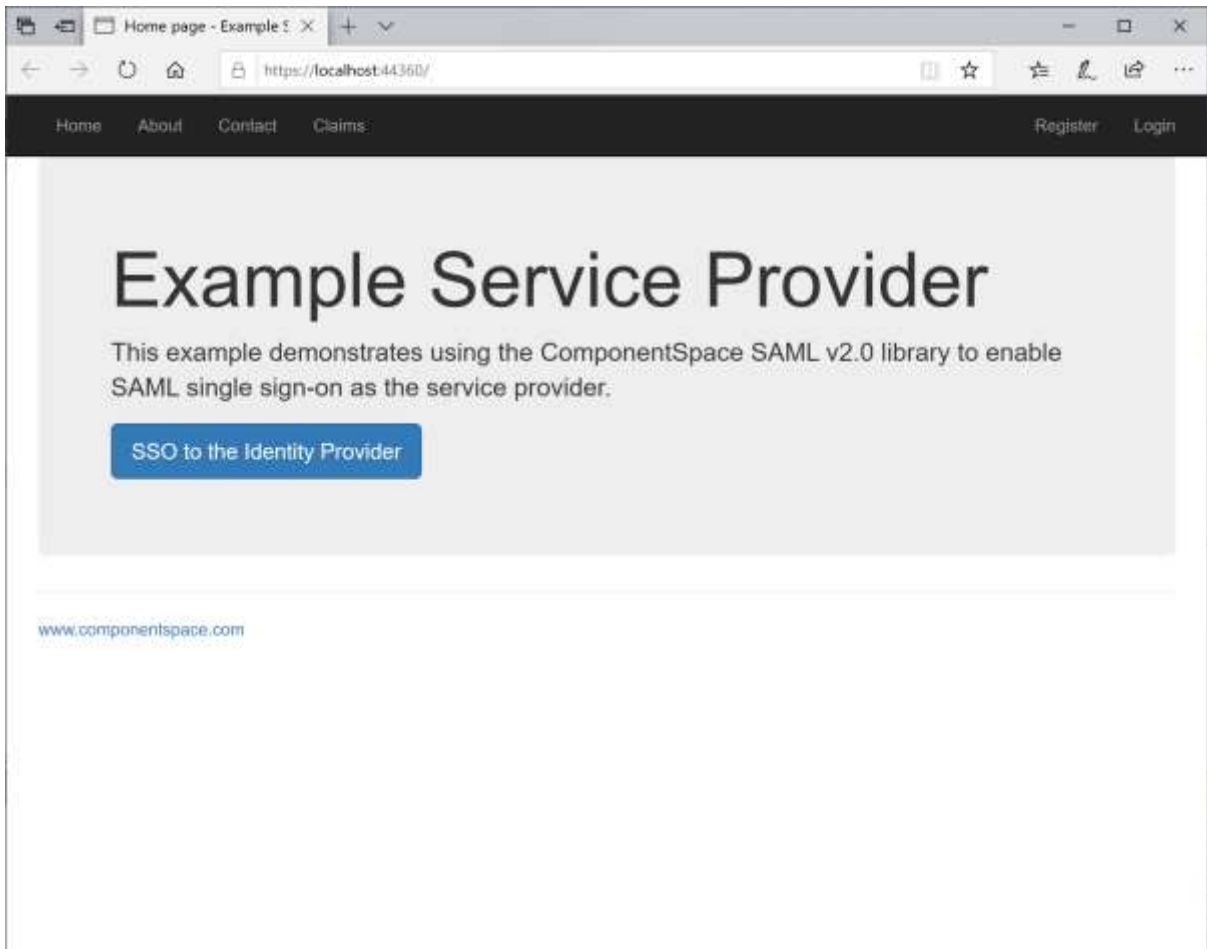 Home page - Example S
https://localhost:44360/
Home About Contact Claims Register Login
Example Service Provider
This example demonstrates using the ComponentSpace SAML v2.0 library to enable
SAML single sign-on as the service provider.
SSO to the Identity Provider
www.componentspace.com